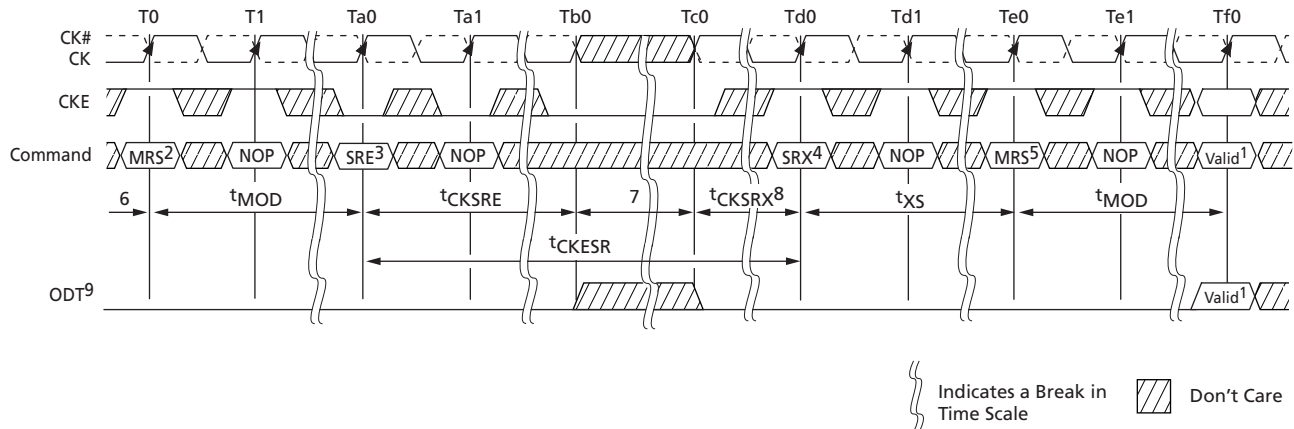 T0 T1 Ta0 Ta1 Tb0 Tc0 Td0 Td1 Te0 Te1 Tf0
CK#
CK
CKE
Command MRS2 NOP SRE3 NOP SRX4 NOP MRS5 NOP Valid1
6 tMOD tCKSRE 7 tCKSRX8 tXS tMOD
tCKESR
ODT9 Valid1
Indicates a Break in
Time Scale
Don't Care